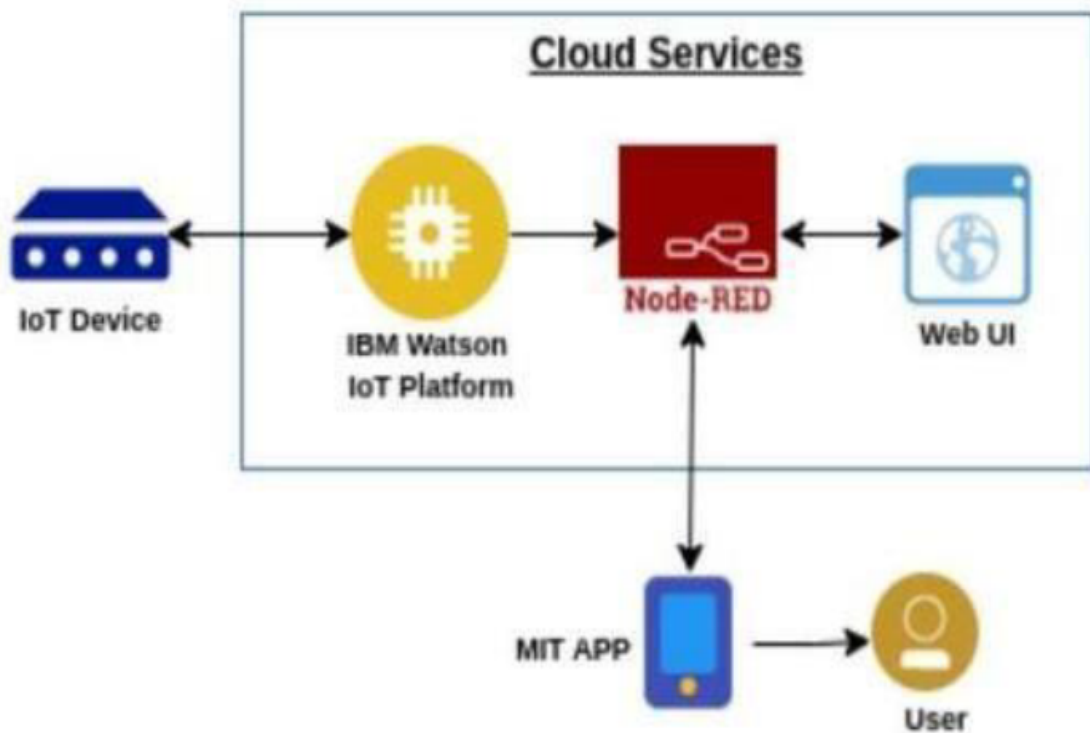 Cloud Services
IoT Device
IBM Watson
IoT Platform
Node-RED
Web UI
MIT APP
User